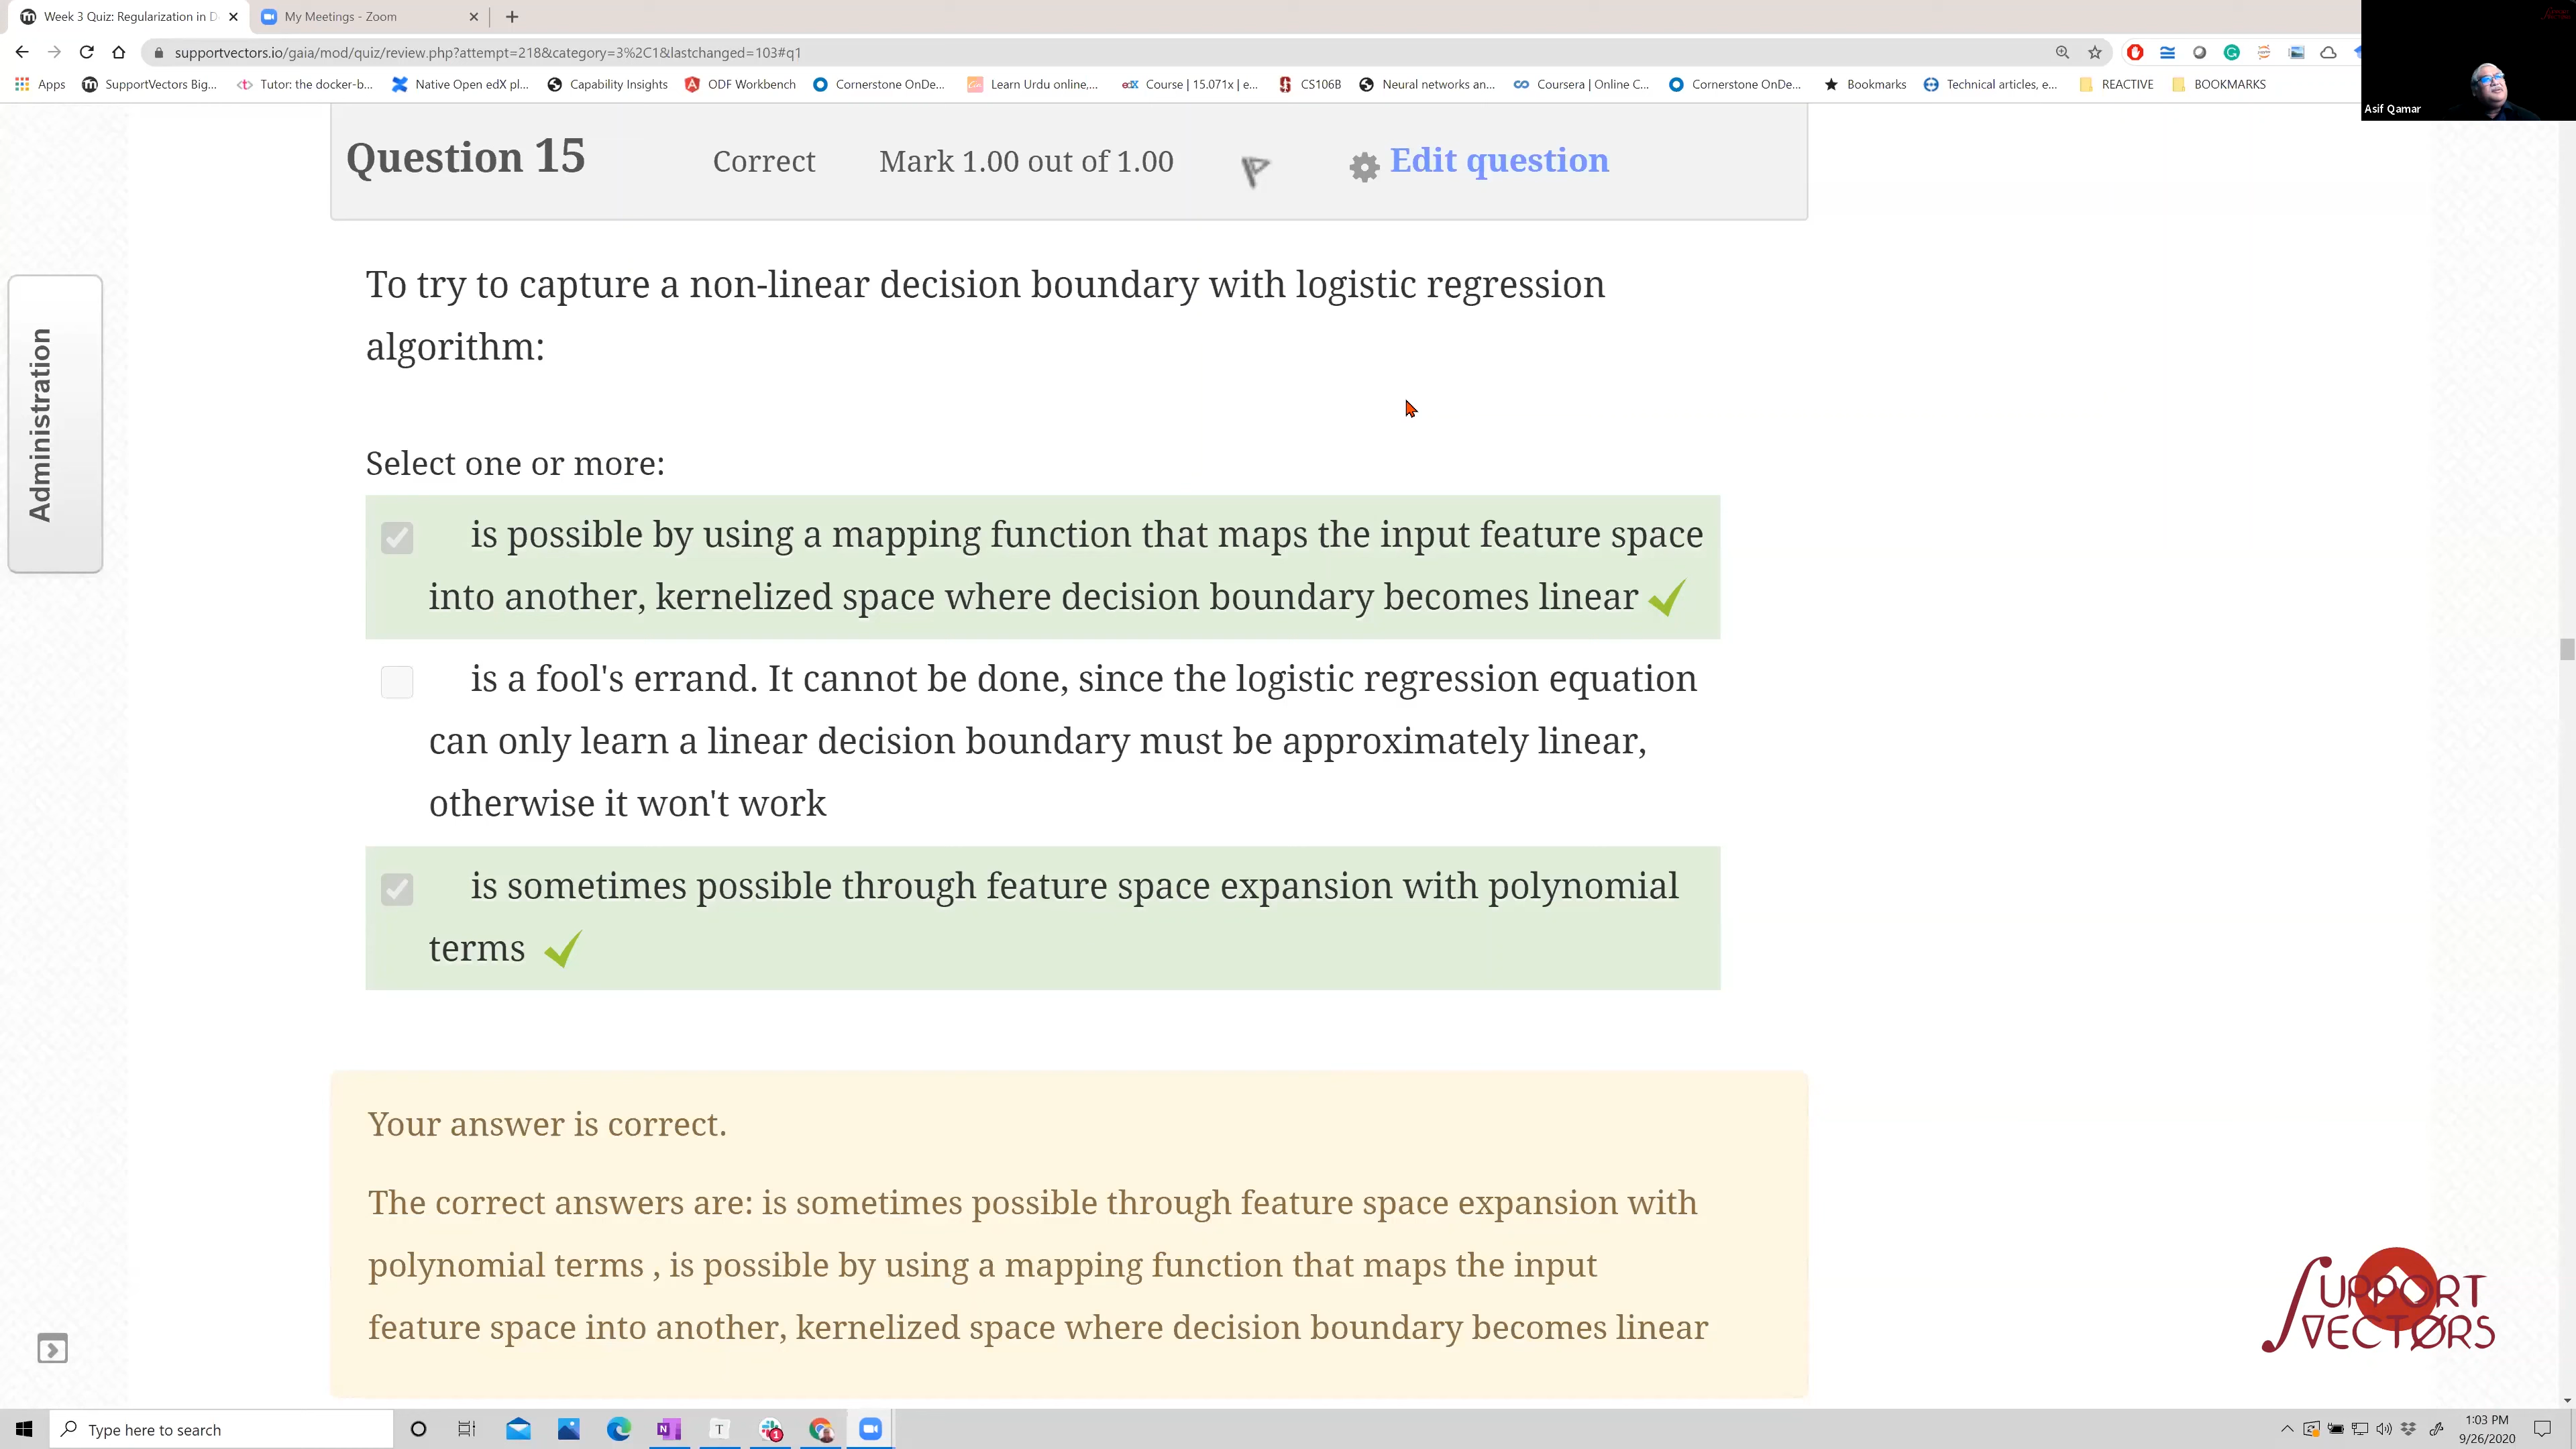 Week 3 Quiz: Regularization in D
My Meetings - Zoom
supportvectors.io/gaia/mod/quiz/review.php?attempt=218&category=3%2C1&lastchanged=103#q1
Apps
SupportVectors Big...
Tutor: the docker-b...
Native Open edX pl...
Capability Insights
ODF Workbench
Cornerstone OnDe...
Learn Urdu online,...
Course | 15.071x | e...
CS106B
Neural networks an...
Coursera | Online C...
Cornerstone OnDe...
Bookmarks
Technical articles, e...
REACTIVE
BOOKMARKS
Asif Qamar
Question 15 Correct Mark 1.00 out of 1.00 Edit question
Administration
To try to capture a non-linear decision boundary with logistic regression
algorithm:
Select one or more:
is possible by using a mapping function that maps the input feature space
into another, kernelized space where decision boundary becomes linear
is a fool's errand. It cannot be done, since the logistic regression equation
can only learn a linear decision boundary must be approximately linear,
otherwise it won't work
is sometimes possible through feature space expansion with polynomial
terms
Your answer is correct.
The correct answers are: is sometimes possible through feature space expansion with
polynomial terms , is possible by using a mapping function that maps the input
feature space into another, kernelized space where decision boundary becomes linear
SUPPORT
VECTORS
Type here to search
1
1:03 PM
9/26/2020